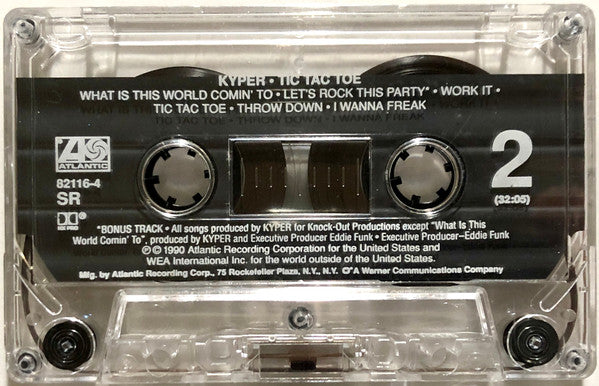 KYPER • TIC TAC TOE
WHAT IS THIS WORLD COMIN' TO • LET'S ROCK THIS PARTY* • WORK IT •
TIC TAC TOE • THROW DOWN • I WANNA FREAK
ATLANTIC
82116-4
SR
2
(32:05)
HX PRO
*BONUS TRACK • All songs produced by KYPER for Knock-Out Productions except "What Is This
World Comin' To", produced by KYPER and Executive Producer Eddie Funk • Executive Producer–Eddie Funk
℗ © 1990 Atlantic Recording Corporation for the United States and
WEA International Inc. for the world outside of the United States.
Mfg. by Atlantic Recording Corp., 75 Rockefeller Plaza, N.Y., N.Y. A Warner Communications Company